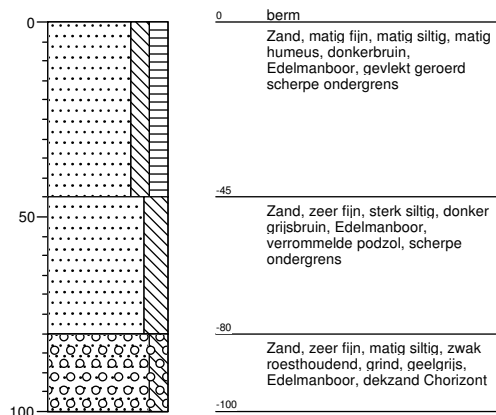 0
50
100
0
berm
Zand, matig fijn, matig siltig, matig
humeus, donkerbruin,
Edelmanboor, gevlekt geroerd
scherpe ondergrens
-45
Zand, zeer fijn, sterk siltig, donker
grijsbruin, Edelmanboor,
verrommelde podzol, scherpe
ondergrens
-80
Zand, zeer fijn, matig siltig, zwak
roesthoudend, grind, geelgrijs,
Edelmanboor, dekzand Chorizont
-100